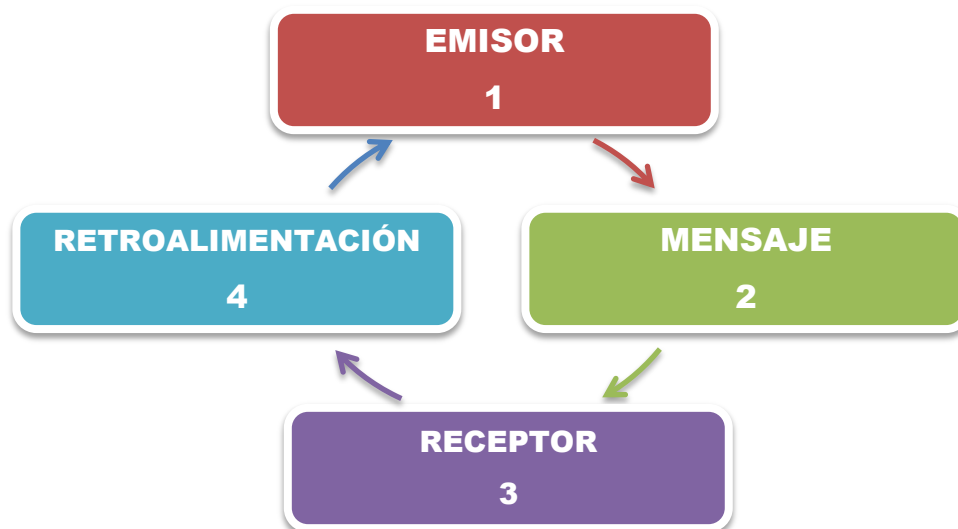 EMISOR
1
MENSAJE
2
RECEPTOR
3
RETROALIMENTACIÓN
4